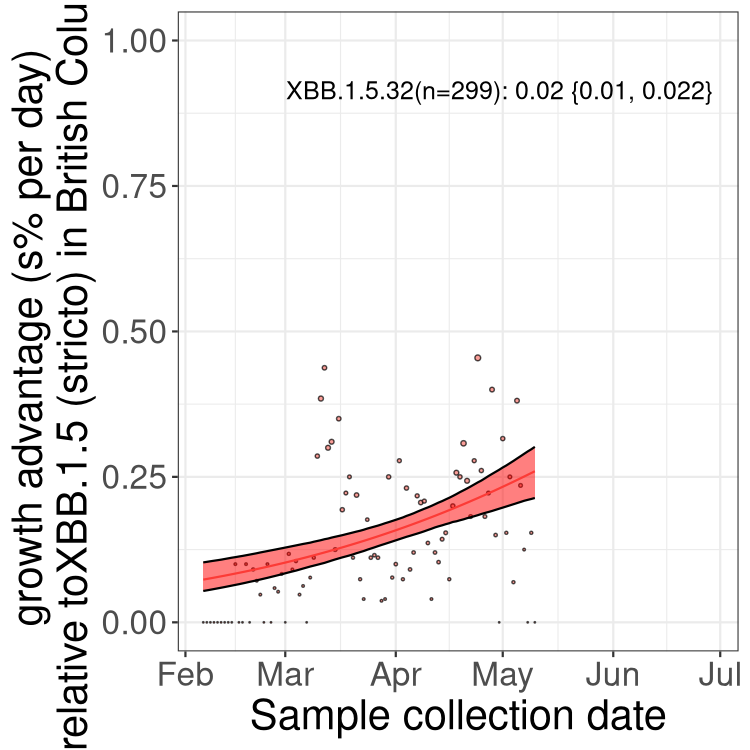 growth advantage (s% per day)
relative toXBB.1.5 (stricto) in British Colu
1.00
0.75
0.50
0.25
0.00
XBB.1.5.32(n=299): 0.02 {0.01, 0.022}
Feb Mar Apr May Jun Jul
Sample collection date